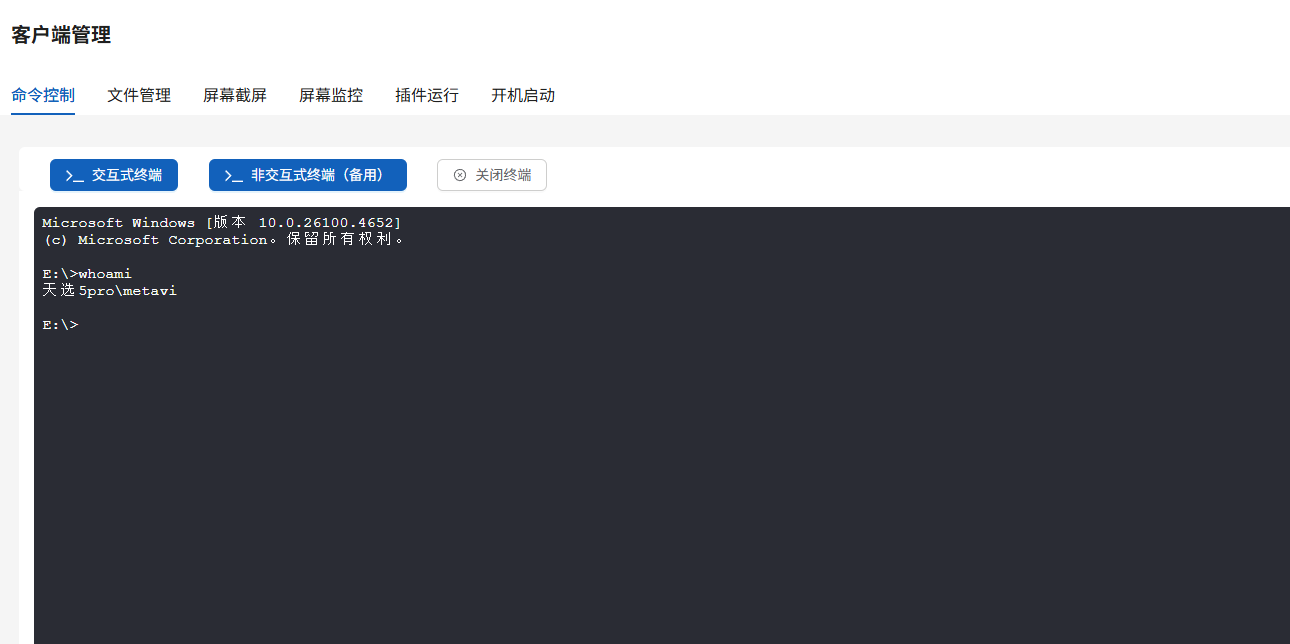 客户端管理
命令控制 文件管理 屏幕截屏 屏幕监控 插件运行 开机启动
>_ 交互式终端 >_ 非交互式终端（备用） 关闭终端
Microsoft Windows [版本 10.0.26100.4652]
(c) Microsoft Corporation。保留所有权利。
E:\>whoami
天选5pro\metavi
E:\>